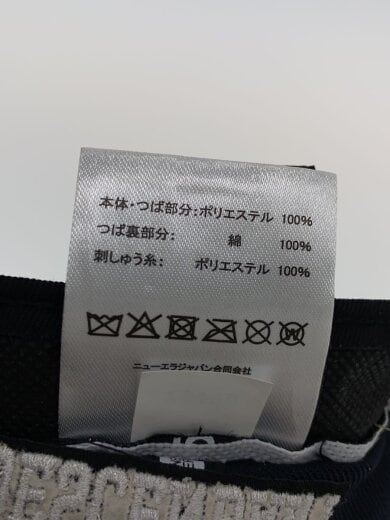 本体・つば部分：ポリエステル 100%
つば裏部分： 綿 100%
刺しゅう糸： ポリエステル 100%
ニューエラジャパン合同会社